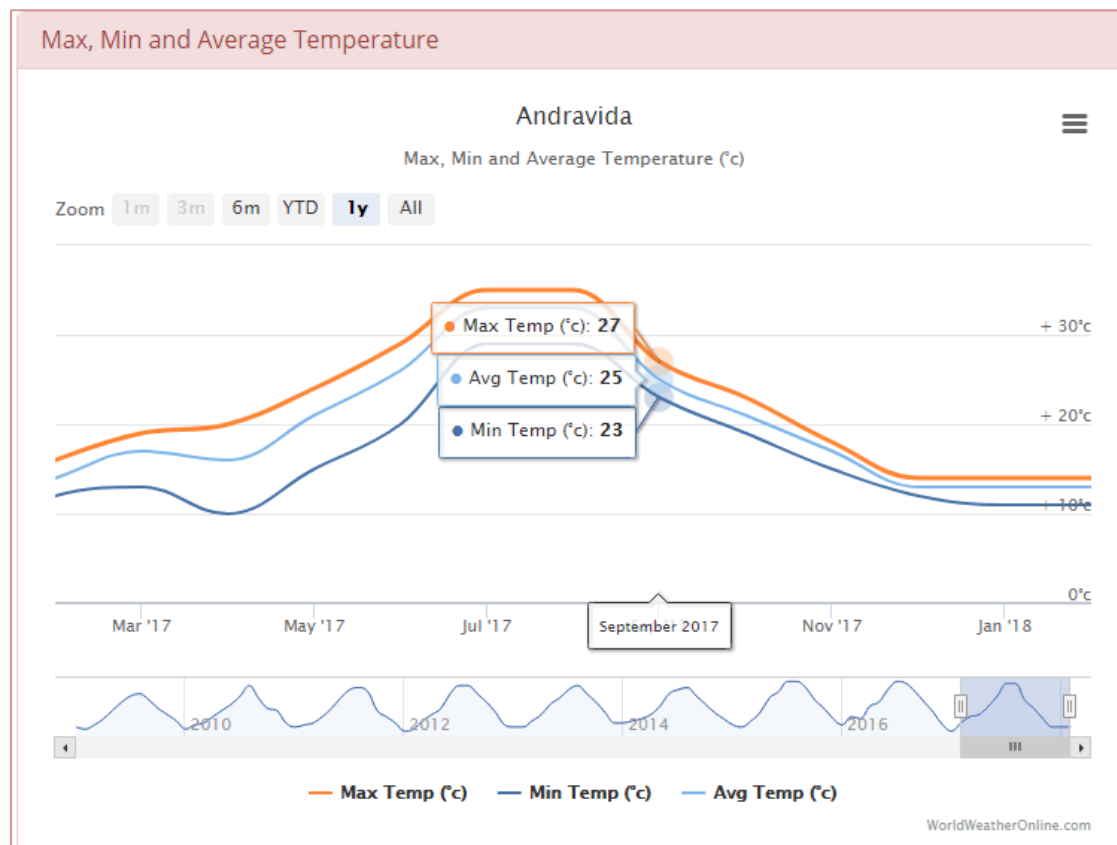 Max, Min and Average Temperature
Andravida
Max, Min and Average Temperature (°c)
Zoom 1m 3m 6m YTD 1y All
Max Temp (°c): 27
Avg Temp (°c): 25
Min Temp (°c): 23
+ 30°c
+ 20°c
+ 10°c
0°c
Mar '17 May '17 Jul '17 September 2017 Nov '17 Jan '18
2010 2012 2014 2016
Max Temp (°c) Min Temp (°c) Avg Temp (°c)
WorldWeatherOnline.com